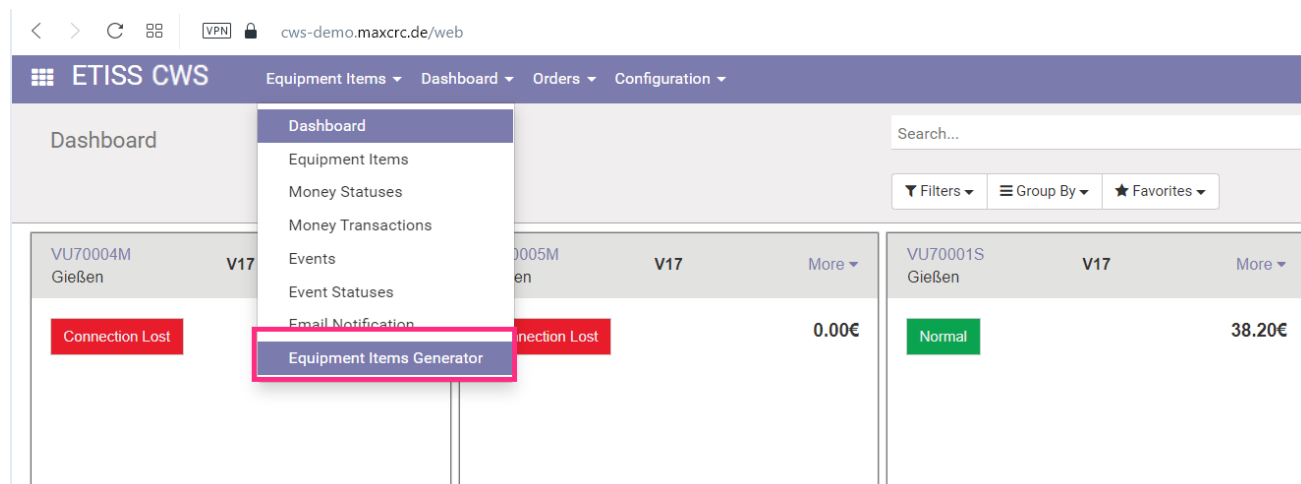 VPN cws-demo.maxcrc.de/web
ETISS CWS Equipment Items Dashboard Orders Configuration
Dashboard
Search...
Filters Group By Favorites
Dashboard
Equipment Items
Money Statuses
Money Transactions
Events
Event Statuses
Email Notification
Equipment Items Generator
VU70004M
Gießen
V17
Connection Lost
0005M
en
V17
More
nection Lost
0.00€
VU70001S
Gießen
V17
More
Normal
38.20€